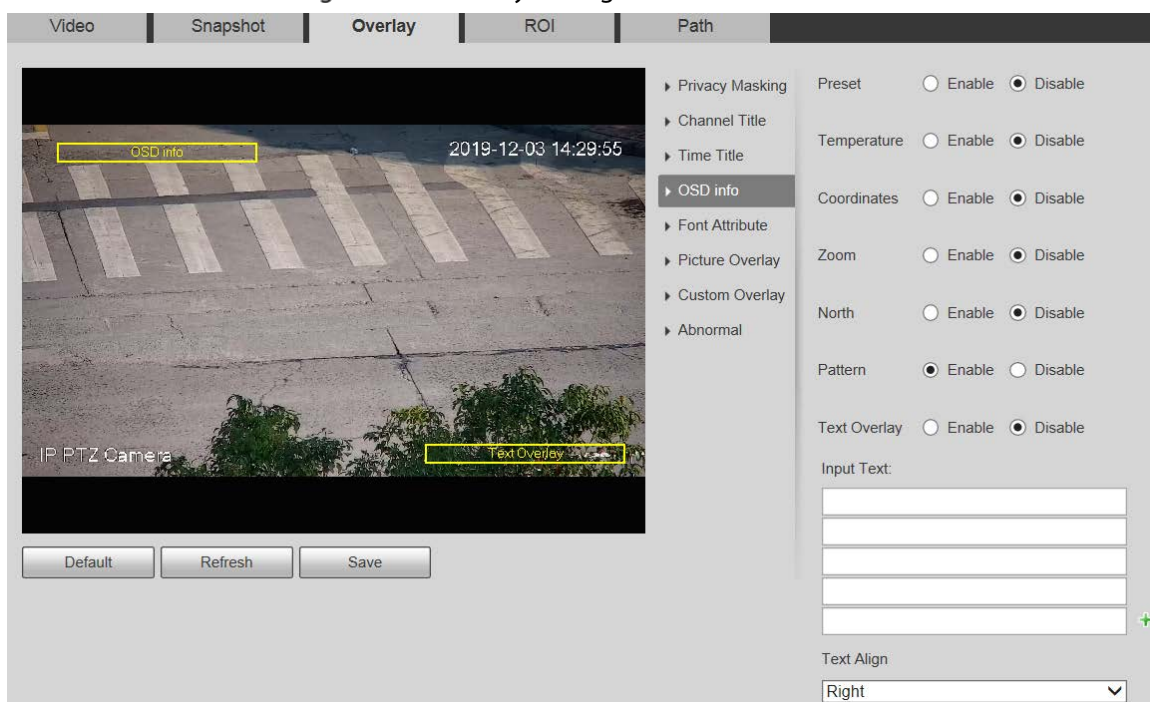 Video Snapshot Overlay ROI Path
OSD info
2019-12-03 14:29:55
IP PTZ Camera
Text Overlay
Default Refresh Save
Privacy Masking
Channel Title
Time Title
OSD info
Font Attribute
Picture Overlay
Custom Overlay
Abnormal
Preset Enable Disable
Temperature Enable Disable
Coordinates Enable Disable
Zoom Enable Disable
North Enable Disable
Pattern Enable Disable
Text Overlay Enable Disable
Input Text:
Text Align
Right